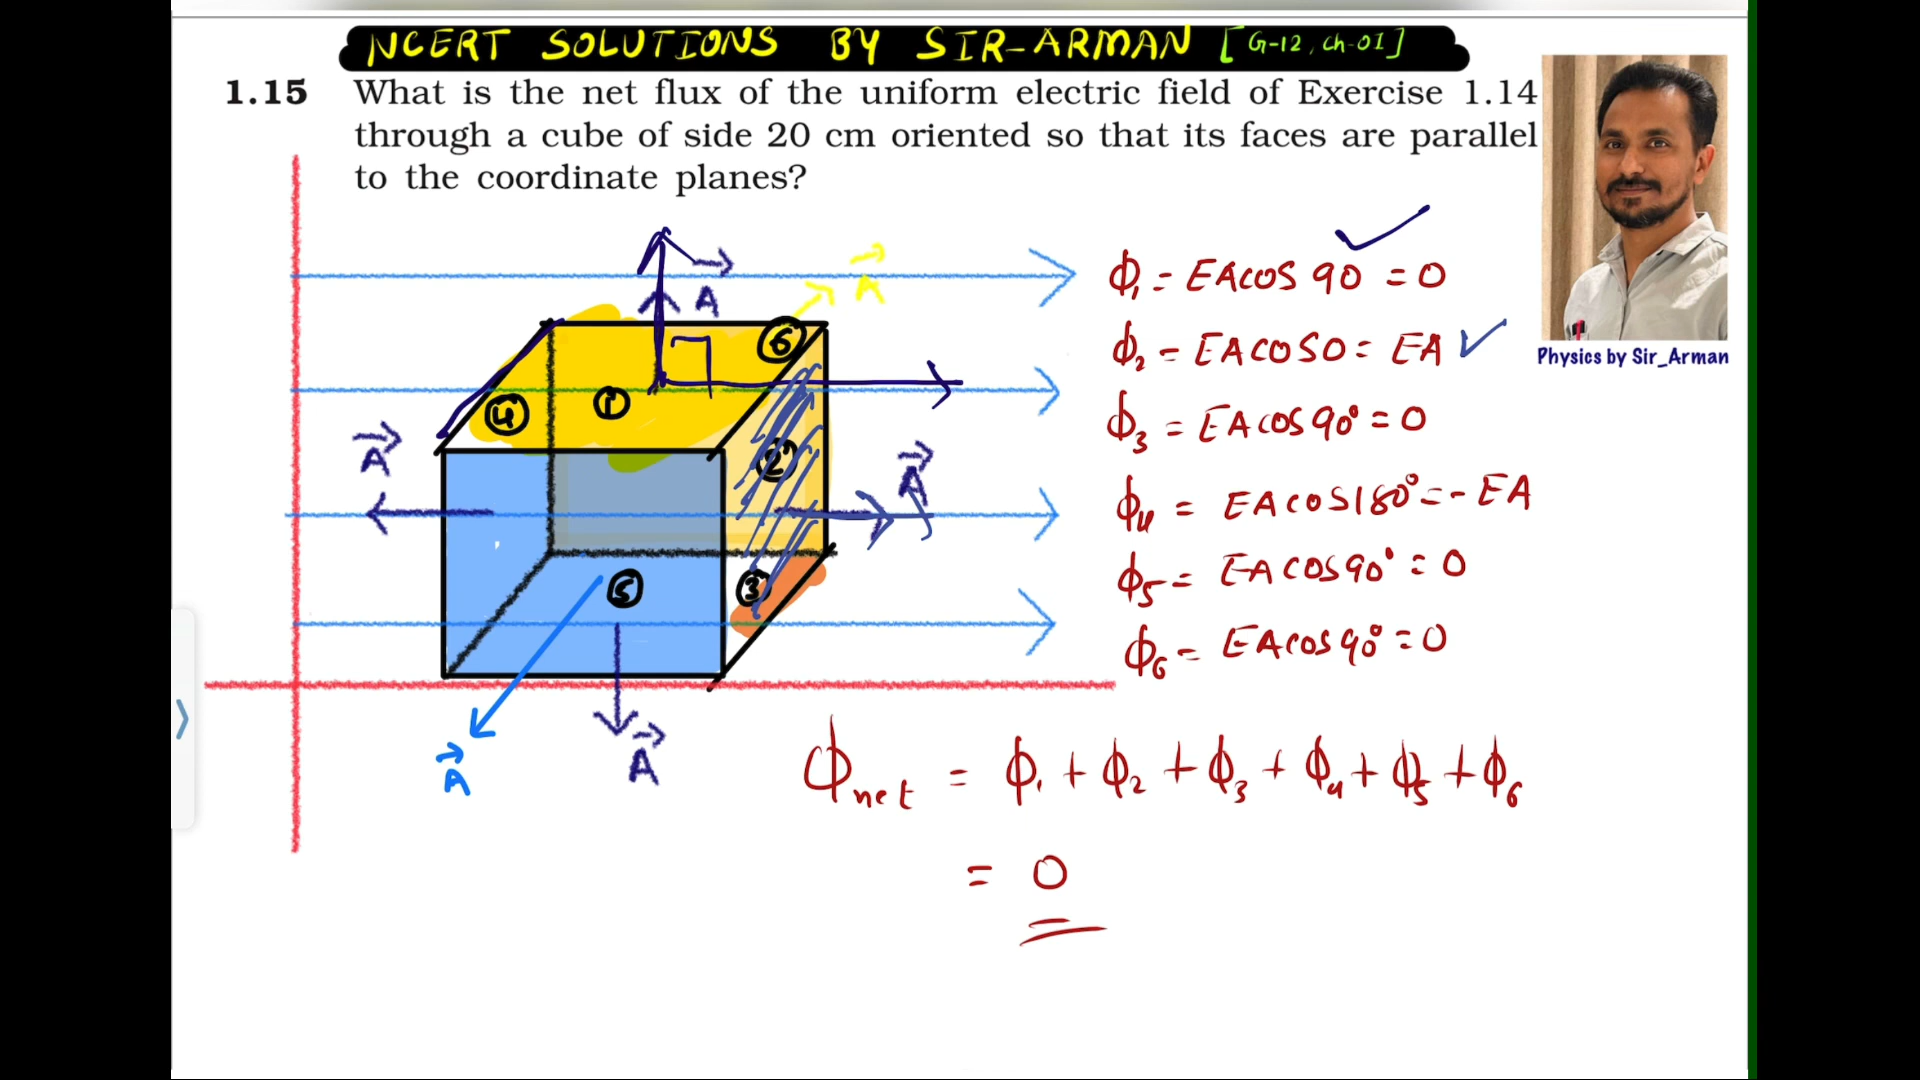 NCERT SOLUTIONS BY SIR-ARMAN [G-12, Ch-01]
1.15 What is the net flux of the uniform electric field of Exercise 1.14
through a cube of side 20 cm oriented so that its faces are parallel
to the coordinate planes?
Physics by Sir_Arman
A⃗
A⃗
A⃗
A⃗
A⃗
A⃗
①
②
③
④
⑤
⑥
ϕ₁ = EACOS 90 = 0
ϕ₂ = EACOS0 = EA ✓
ϕ₃ = EACOS90° = 0
ϕ₄ = EACOS180° = - EA
ϕ₅ = EACOS90° = 0
ϕ₆ = EACOS90° = 0
ϕnet = ϕ₁ + ϕ₂ + ϕ₃ + ϕ₄ + ϕ₅ + ϕ₆
= 0